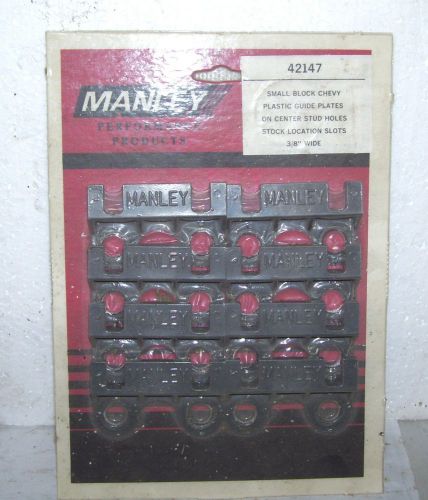 42147
SMALL BLOCK CHEVY
PLASTIC GUIDE PLATES
ON CENTER STUD HOLES
STOCK LOCATION SLOTS
3/8" WIDE
MANLEY
PERFORMANCE
PRODUCTS
MANLEY MANLEY
MANLEY MANLEY
MANLEY MANLEY
MANLEY MANLEY